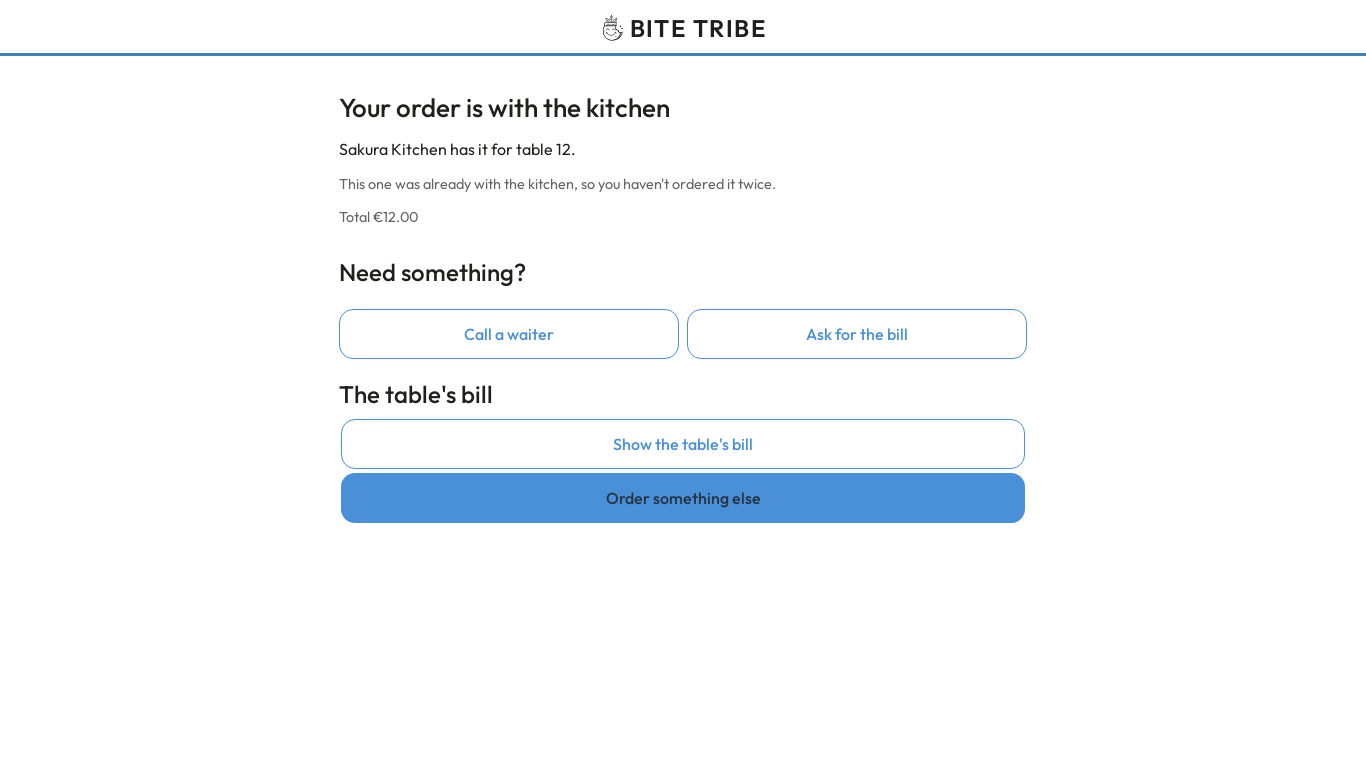 BITE TRIBE
Your order is with the kitchen
Sakura Kitchen has it for table 12.
This one was already with the kitchen, so you haven't ordered it twice.
Total €12.00
Need something?
Call a waiter
Ask for the bill
The table's bill
Show the table's bill
Order something else